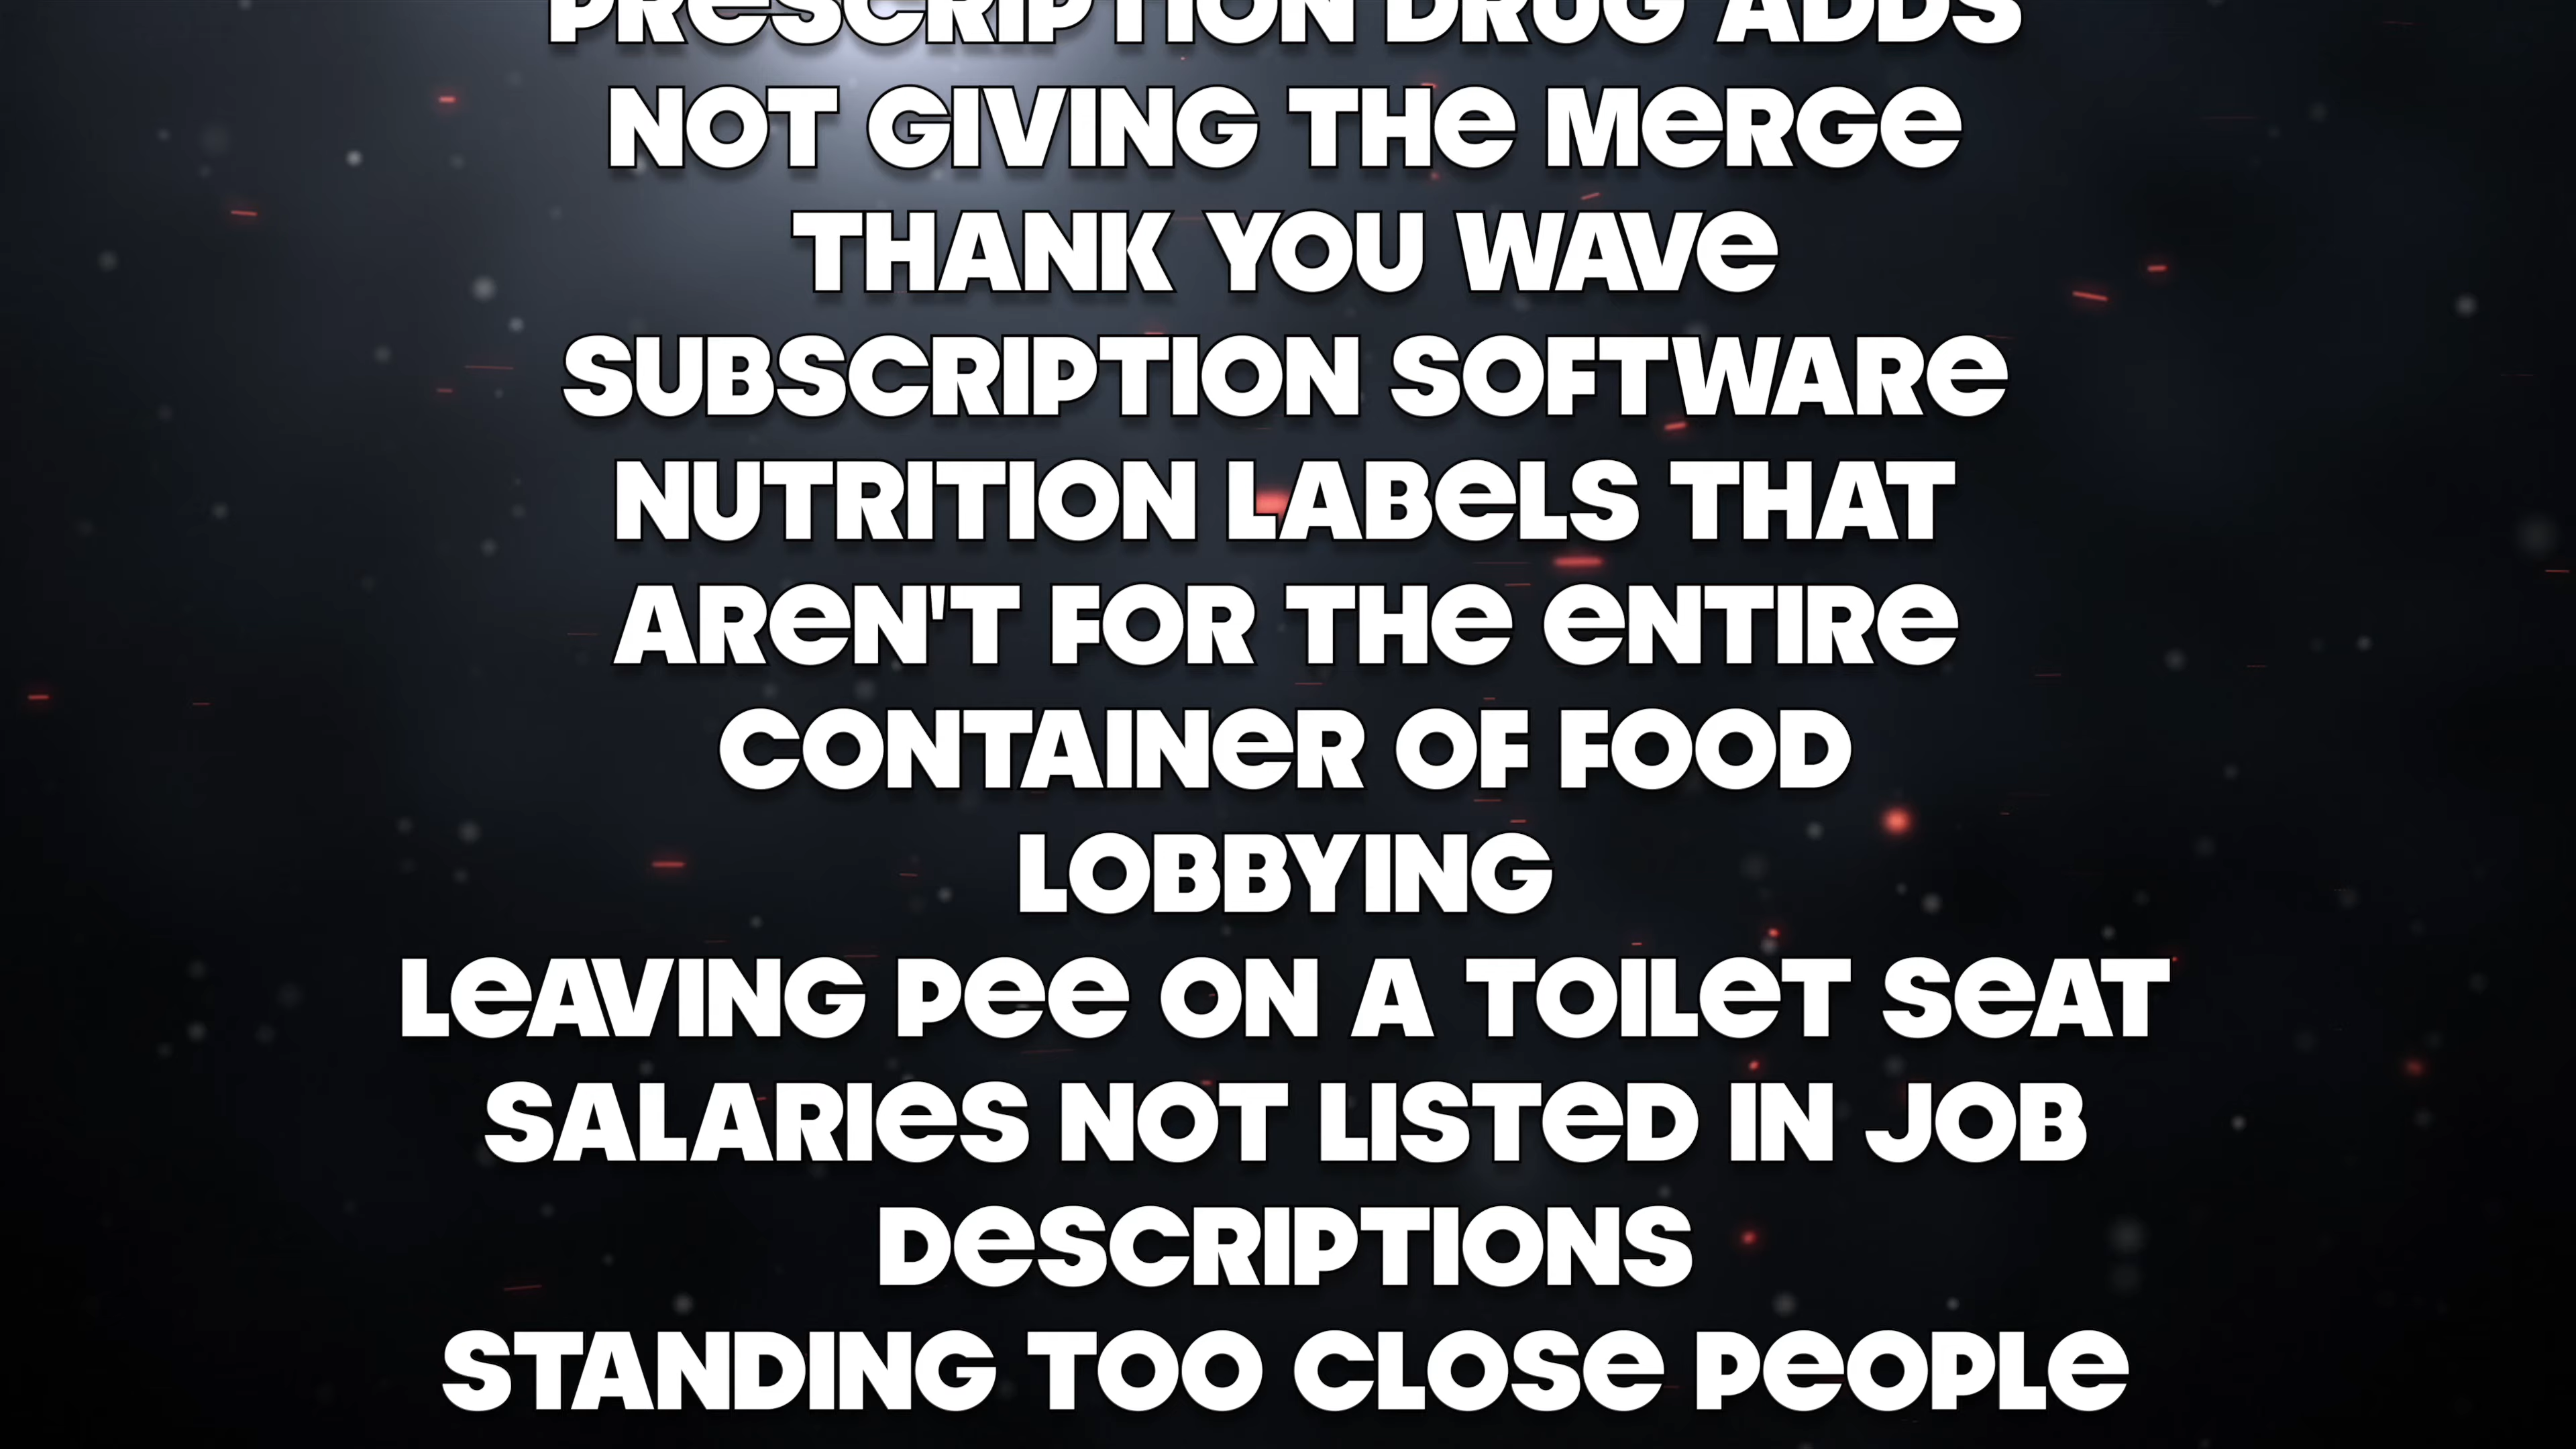 PReSCRIPTION DRUG ADDS
NOT GIVING THe MeRGe
THANK YOU WAVe
SUBSCRIPTION SOFTWARe
NUTRITION LABeLS THAT
AReN'T FOR THe eNTIRe
CONTAINeR OF FOOD
LOBBYING
LeAVING Pee ON A TOILeT SeAT
SALARIeS NOT LISTeD IN JOB
DeSCRIPTIONS
STANDING TOO CLOSe PeOPLe